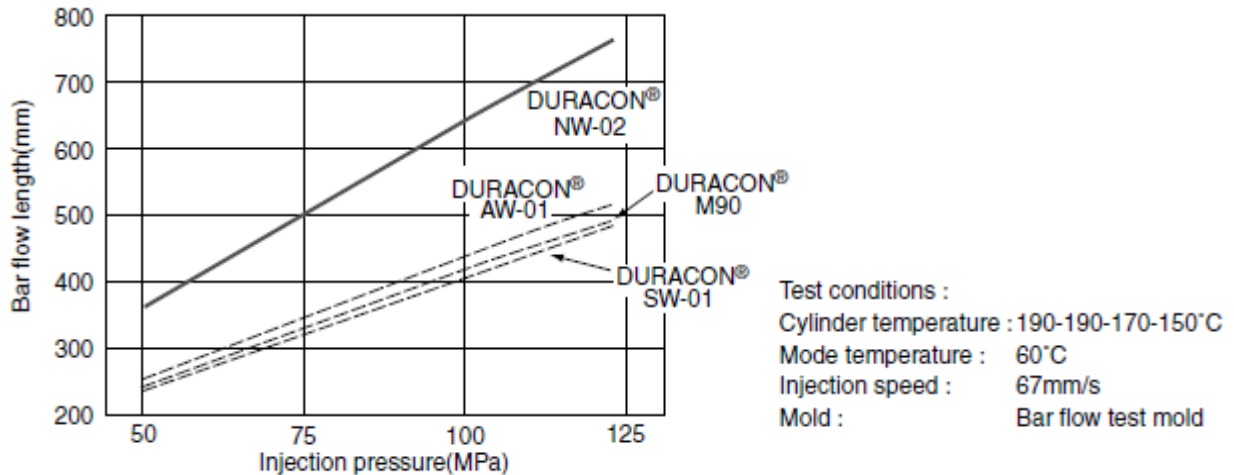 800
700
600
500
400
300
200
Bar flow length(mm)
50
75
100
125
Injection pressure(MPa)
DURACON®
NW-02
DURACON®
AW-01
DURACON®
M90
DURACON®
SW-01
Test conditions :
Cylinder temperature : 190-190-170-150°C
Mode temperature : 60°C
Injection speed : 67mm/s
Mold : Bar flow test mold